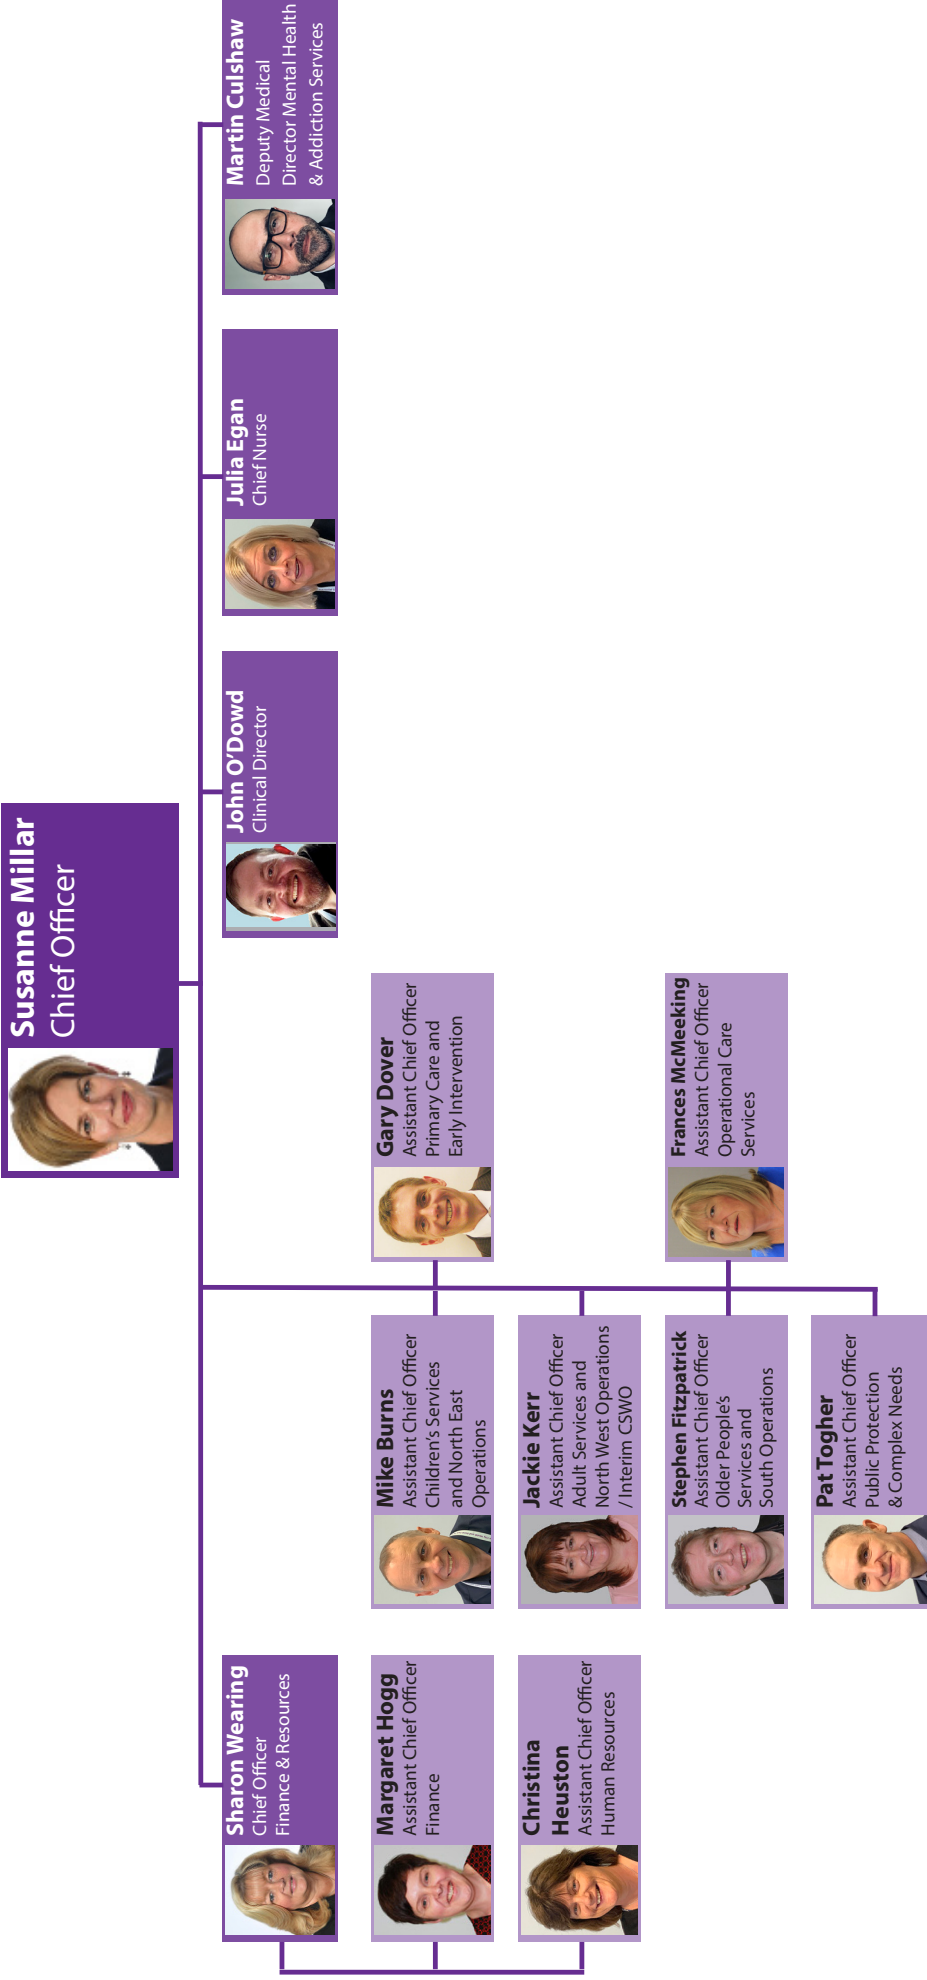 Susanne Millar
Chief Officer
Sharon Wearing
Chief Officer
Finance & Resources
John O’Dowd
Clinical Director
Julia Egan
Chief Nurse
Martin Culshaw
Deputy Medical
Director Mental Health
& Addiction Services
Margaret Hogg
Assistant Chief Officer
Finance
Mike Burns
Assistant Chief Officer
Children’s Services
and North East
Operations
Gary Dover
Assistant Chief Officer
Primary Care and
Early Intervention
Christina
Heuston
Assistant Chief Officer
Human Resources
Jackie Kerr
Assistant Chief Officer
Adult Services and
North West Operations
/ Interim CSWO
Stephen Fitzpatrick
Assistant Chief Officer
Older People’s
Services and
South Operations
Frances McMeeking
Assistant Chief Officer
Operational Care
Services
Pat Togher
Assistant Chief Officer
Public Protection
& Complex Needs